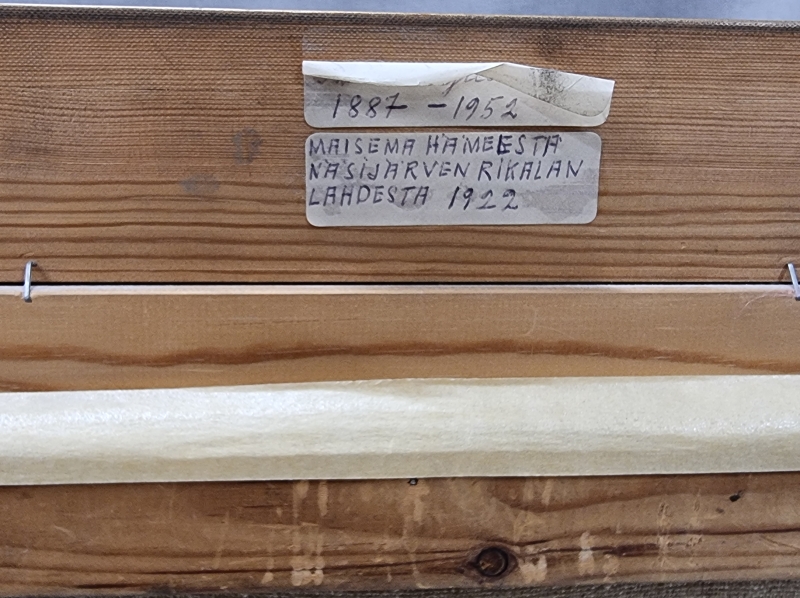 1887 - 1952
MAISEMA HÄMEESTÄ
NÄSIJÄRVEN RIKALAN
LAHDESTA 1922